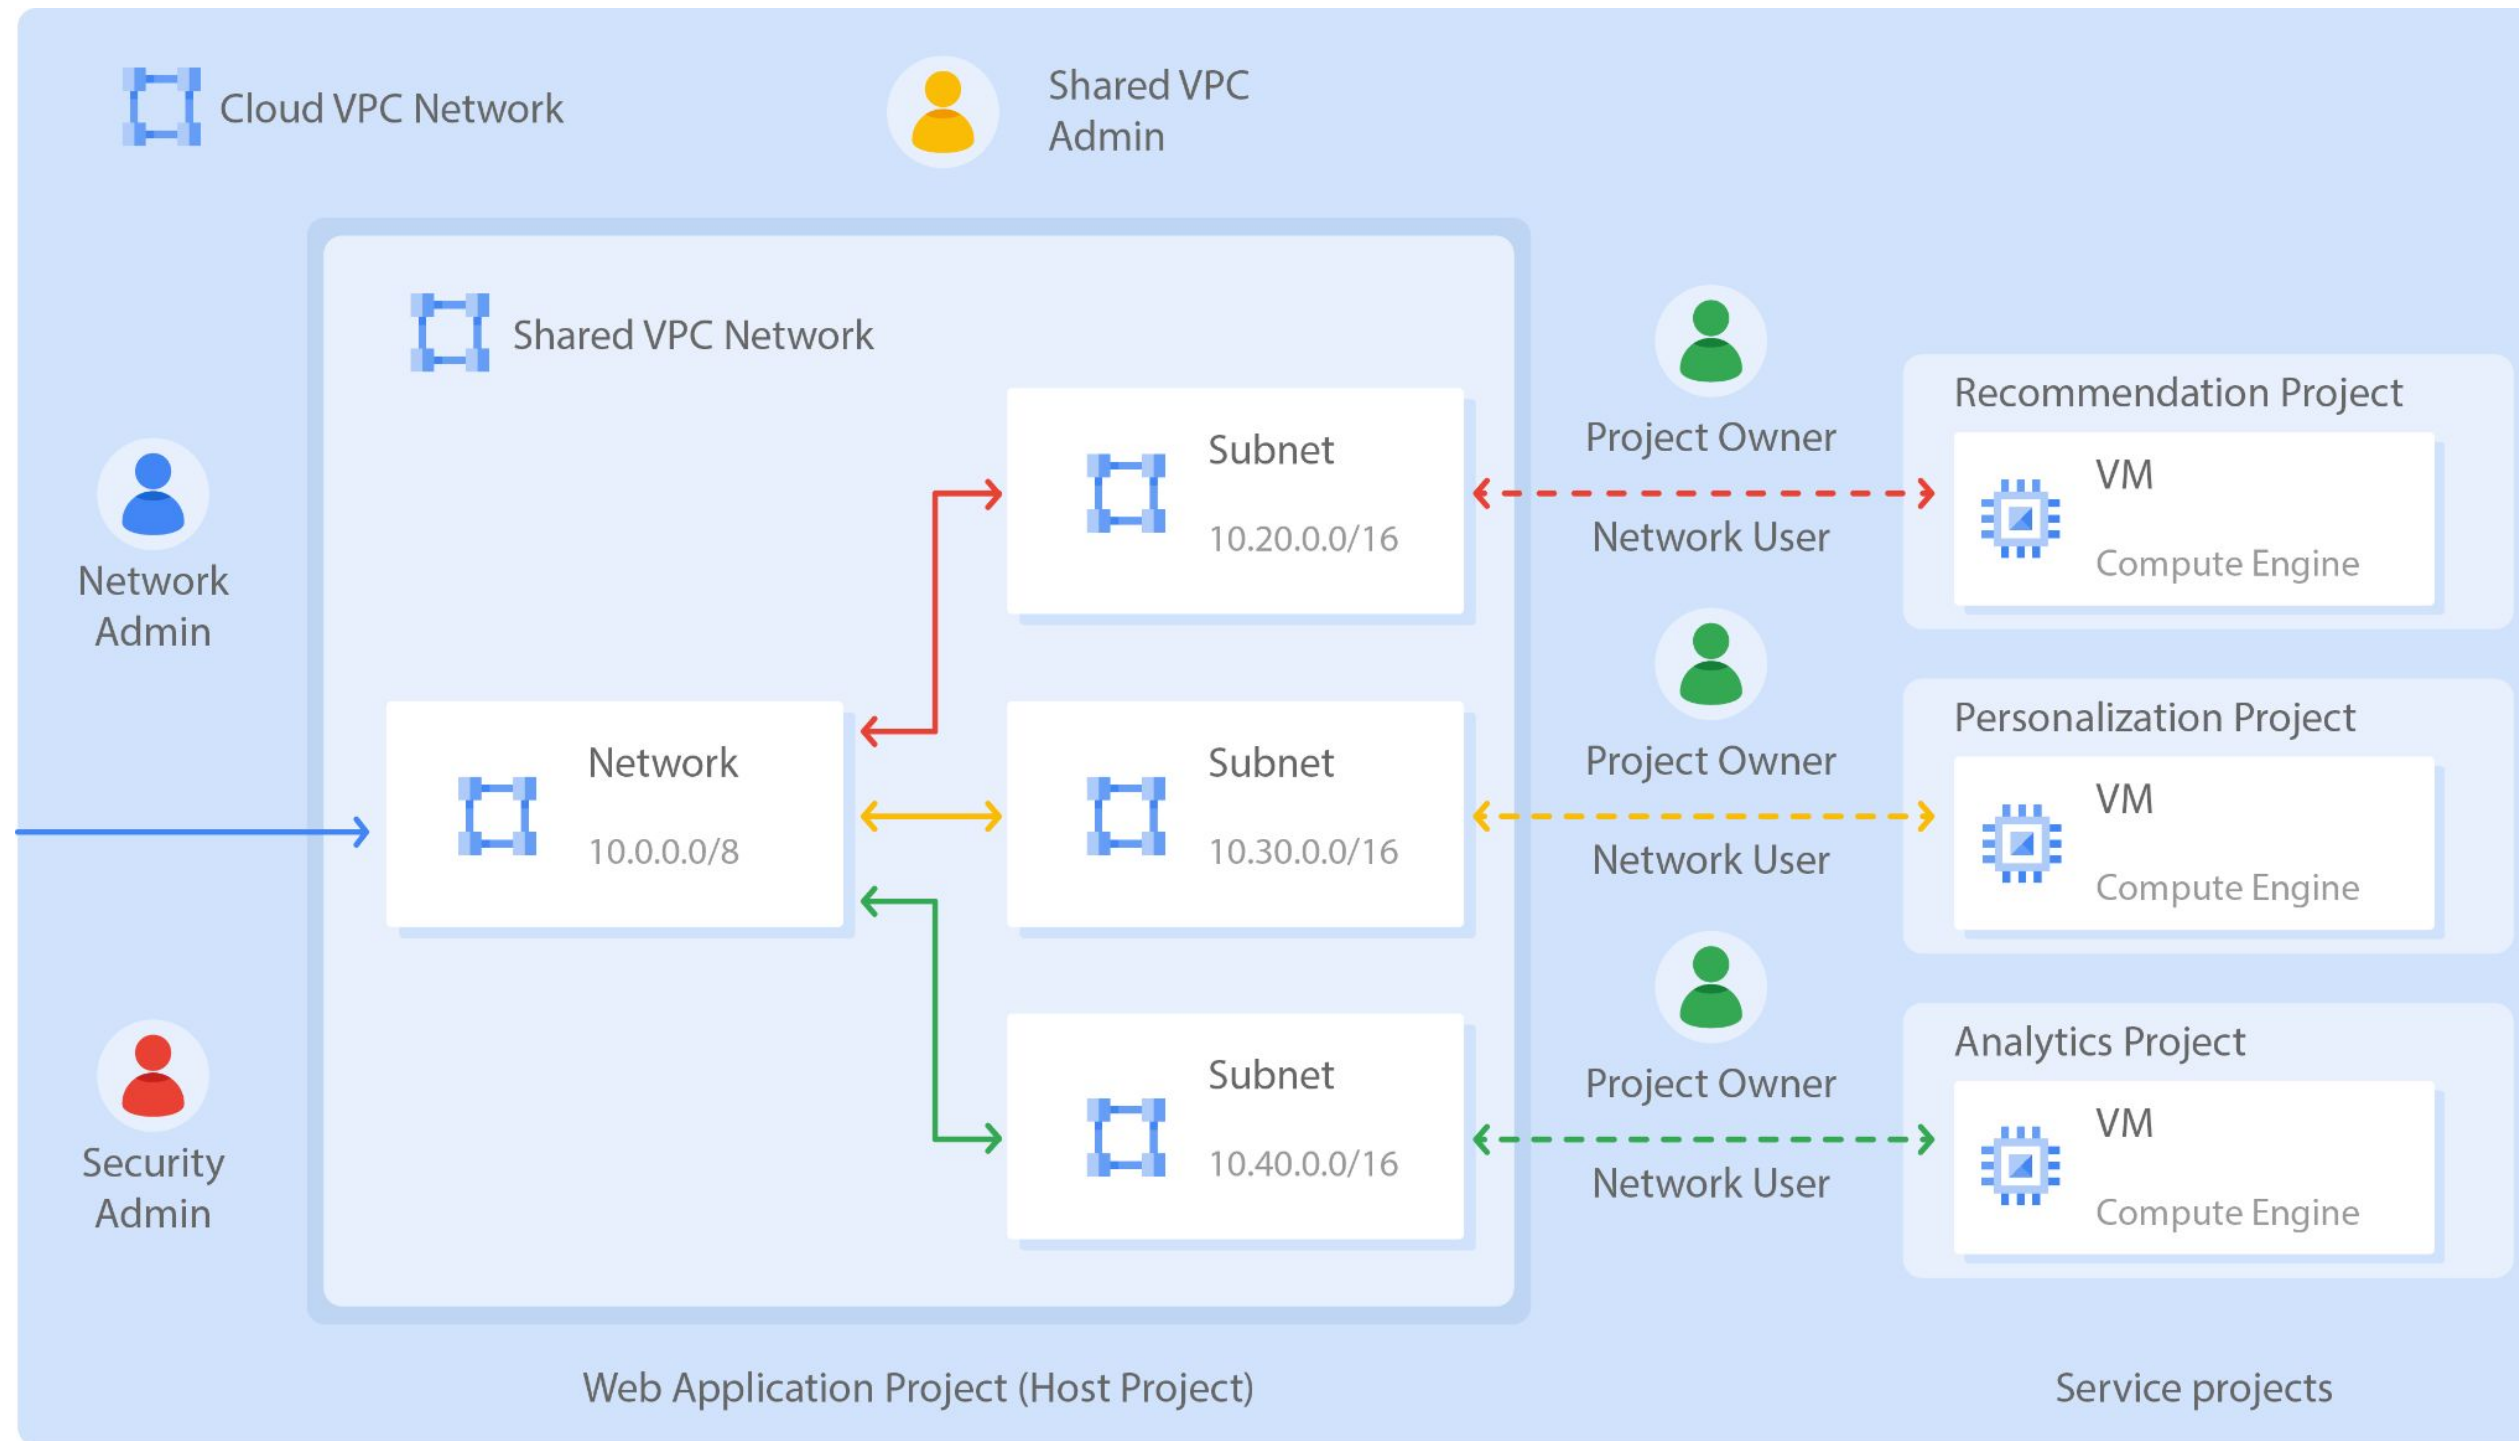 Cloud VPC Network
Shared VPC
Admin
Shared VPC Network
Network
Admin
Security
Admin
Network
10.0.0.0/8
Subnet
10.20.0.0/16
Subnet
10.30.0.0/16
Subnet
10.40.0.0/16
Project Owner
Network User
Project Owner
Network User
Project Owner
Network User
Recommendation Project
VM
Compute Engine
Personalization Project
VM
Compute Engine
Analytics Project
VM
Compute Engine
Web Application Project (Host Project)
Service projects